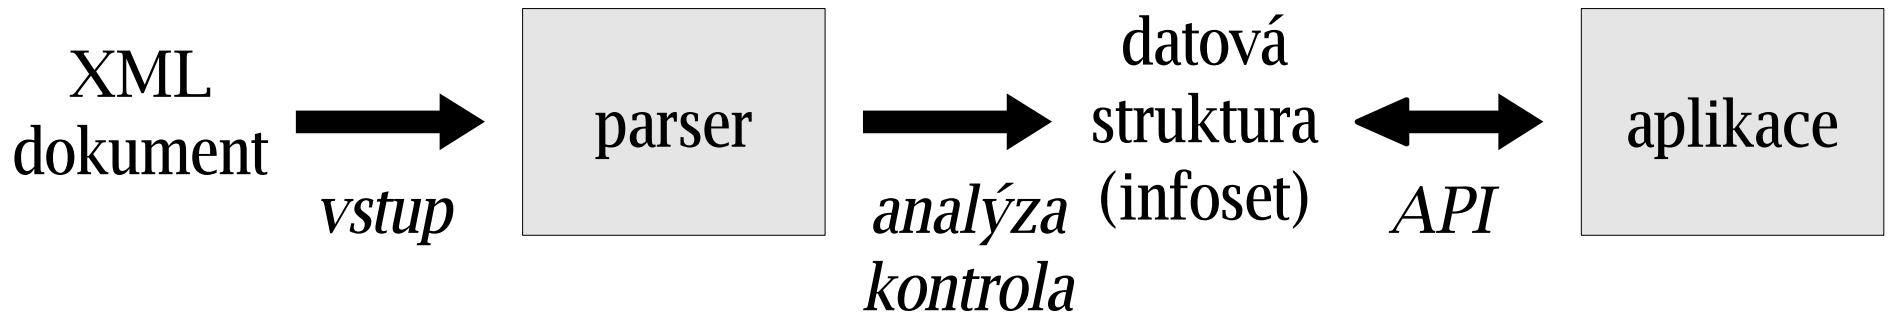 XML
dokument
vstup
parser
analýza
kontrola
datová
struktura
(infoset)
API
aplikace